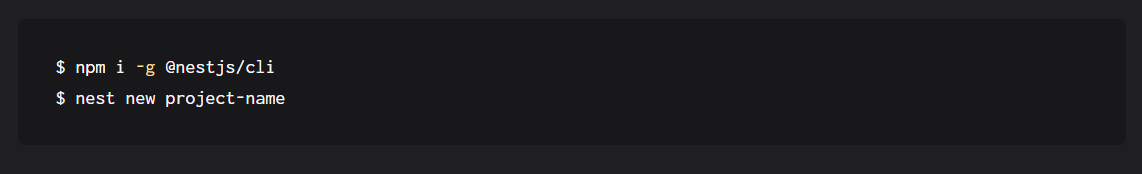 $ npm i -g @nestjs/cli
$ nest new project-name